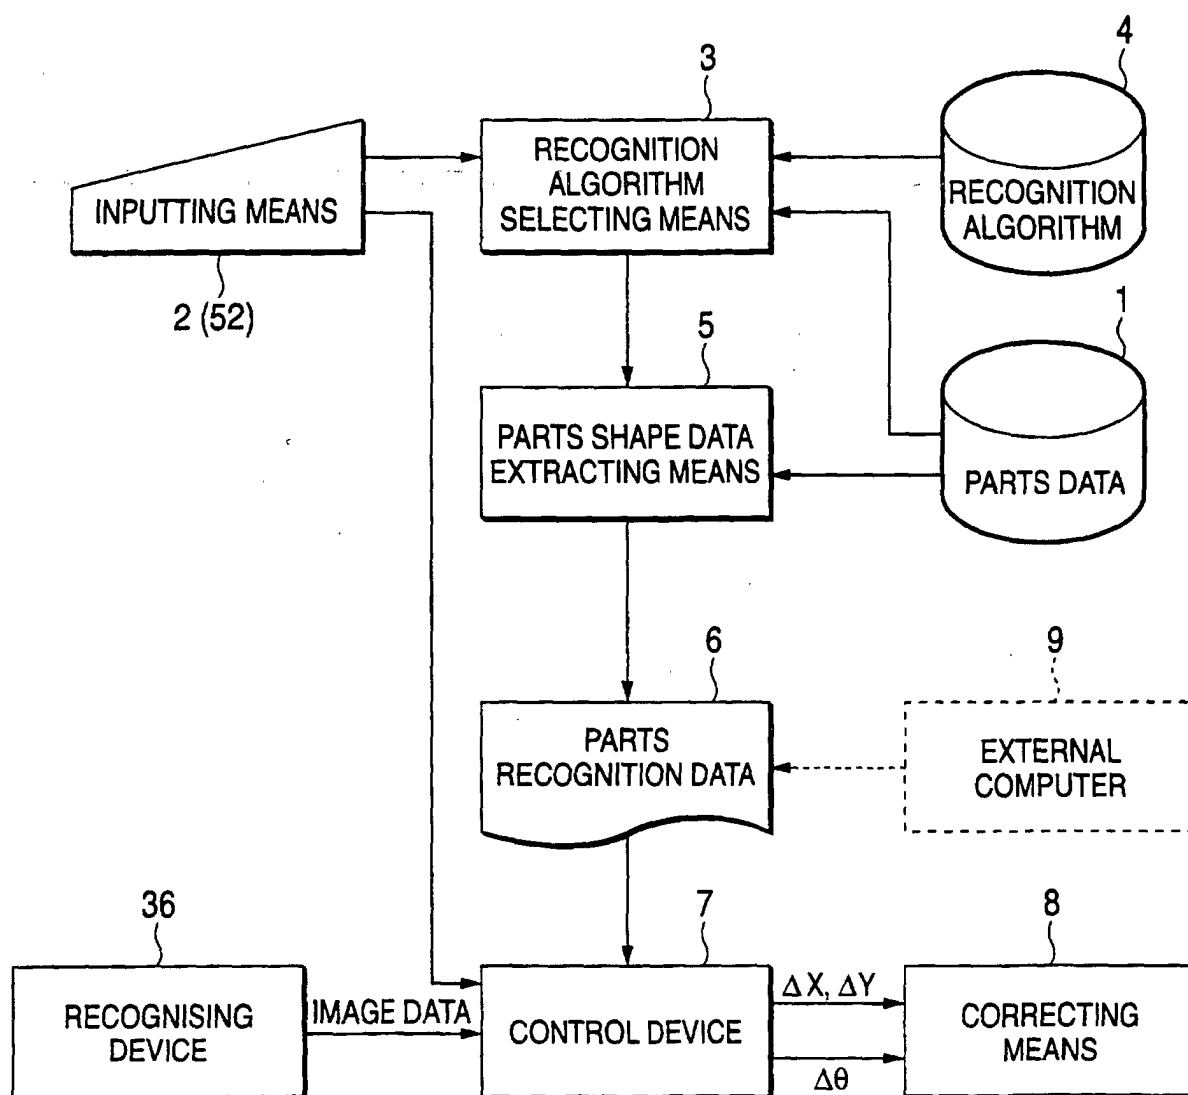 3
4
RECOGNITION
ALGORITHM
SELECTING MEANS
INPUTTING MEANS
RECOGNITION
ALGORITHM
2 (52)
1
5
PARTS SHAPE DATA
EXTRACTING MEANS
PARTS DATA
6
9
PARTS
RECOGNITION DATA
EXTERNAL
COMPUTER
36
7
8
RECOGNISING
DEVICE
IMAGE DATA
CONTROL DEVICE
ΔX, ΔY
Δθ
CORRECTING
MEANS